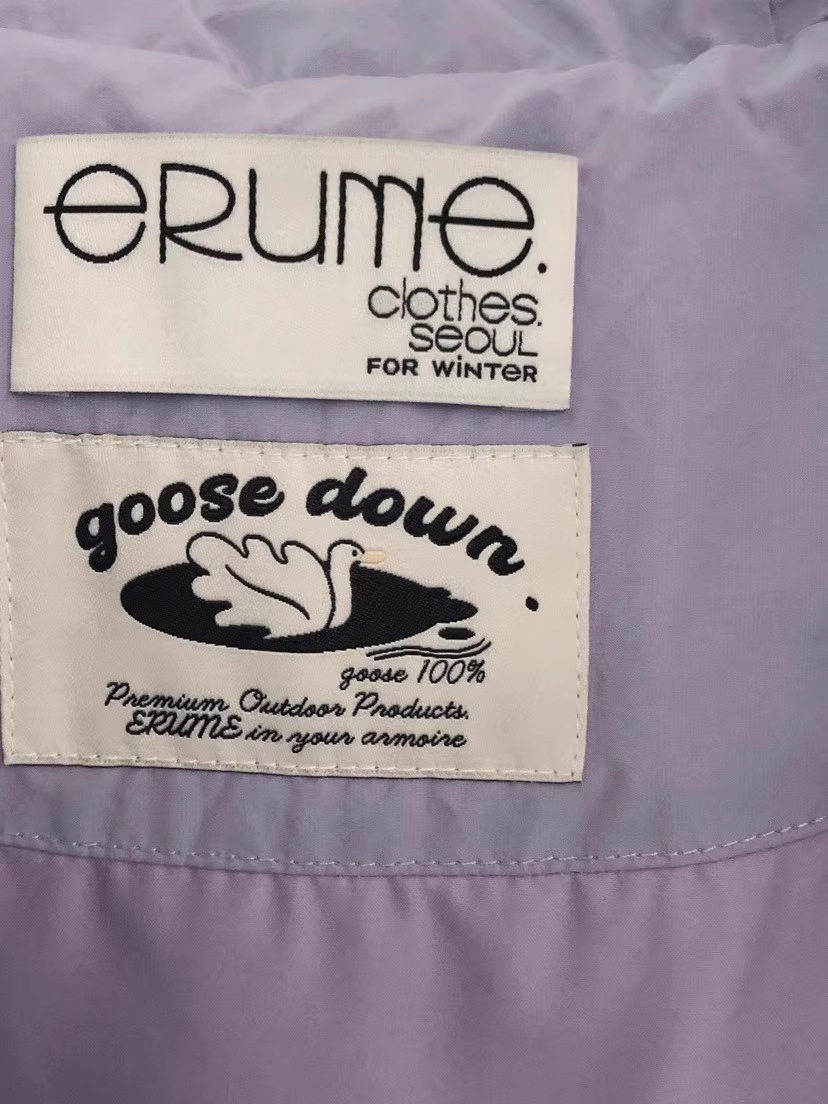 eRUme.
clothes.
SEOUL
FOR WiNTeR
goose down.
goose 100%
Premium Outdoor Products.
ERUME in your armoire